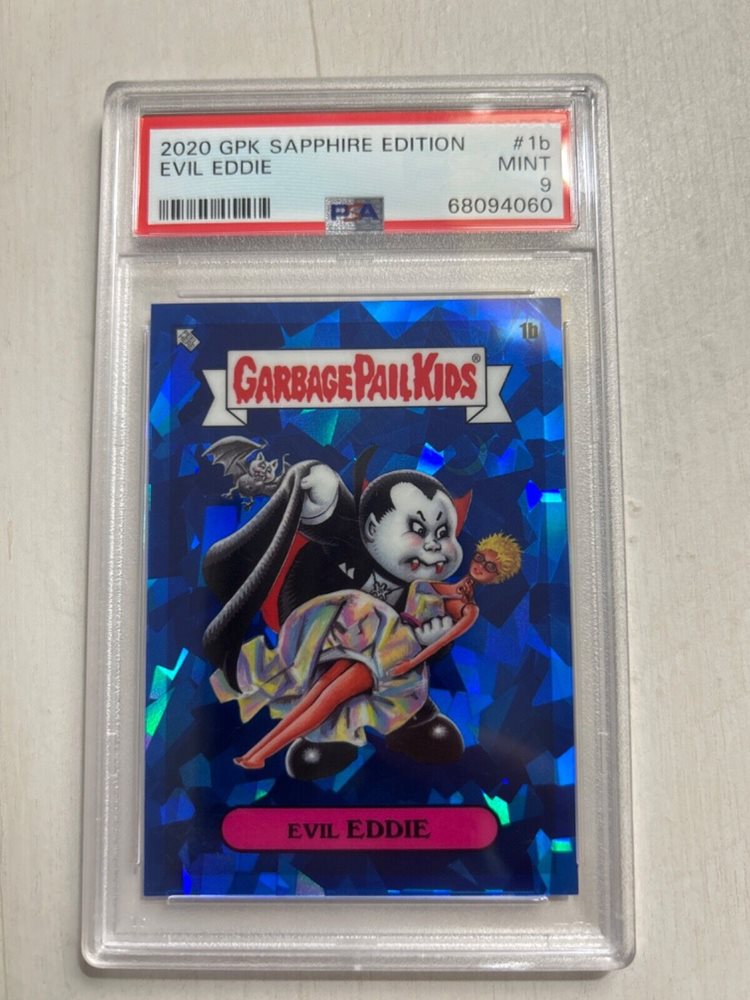 2020 GPK SAPPHIRE EDITION #1b
EVIL EDDIE MINT
9
PSA 68094060
1b
GARBAGE PAIL KIDS®
EVIL EDDIE